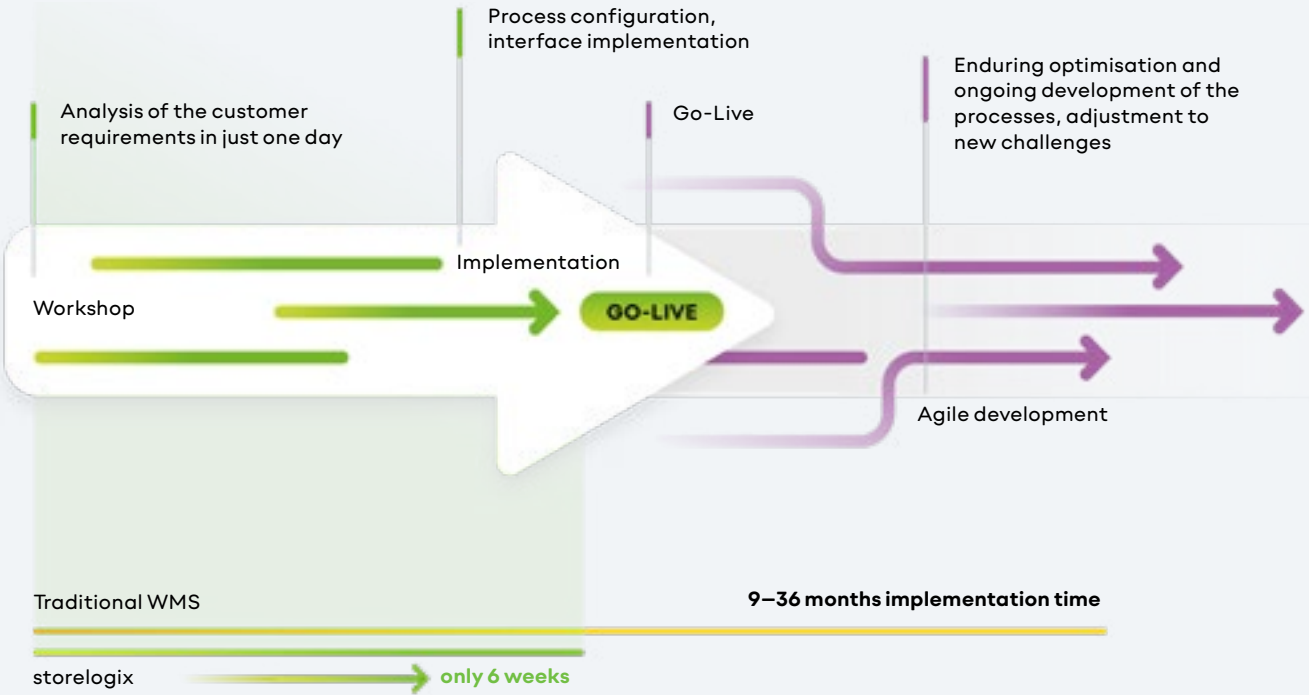 Process configuration,
interface implementation
Analysis of the customer
requirements in just one day
Go-Live
Enduring optimisation and
ongoing development of the
processes, adjustment to
new challenges
Implementation
Workshop
GO-LIVE
Agile development
Traditional WMS
9–36 months implementation time
storelogix
only 6 weeks